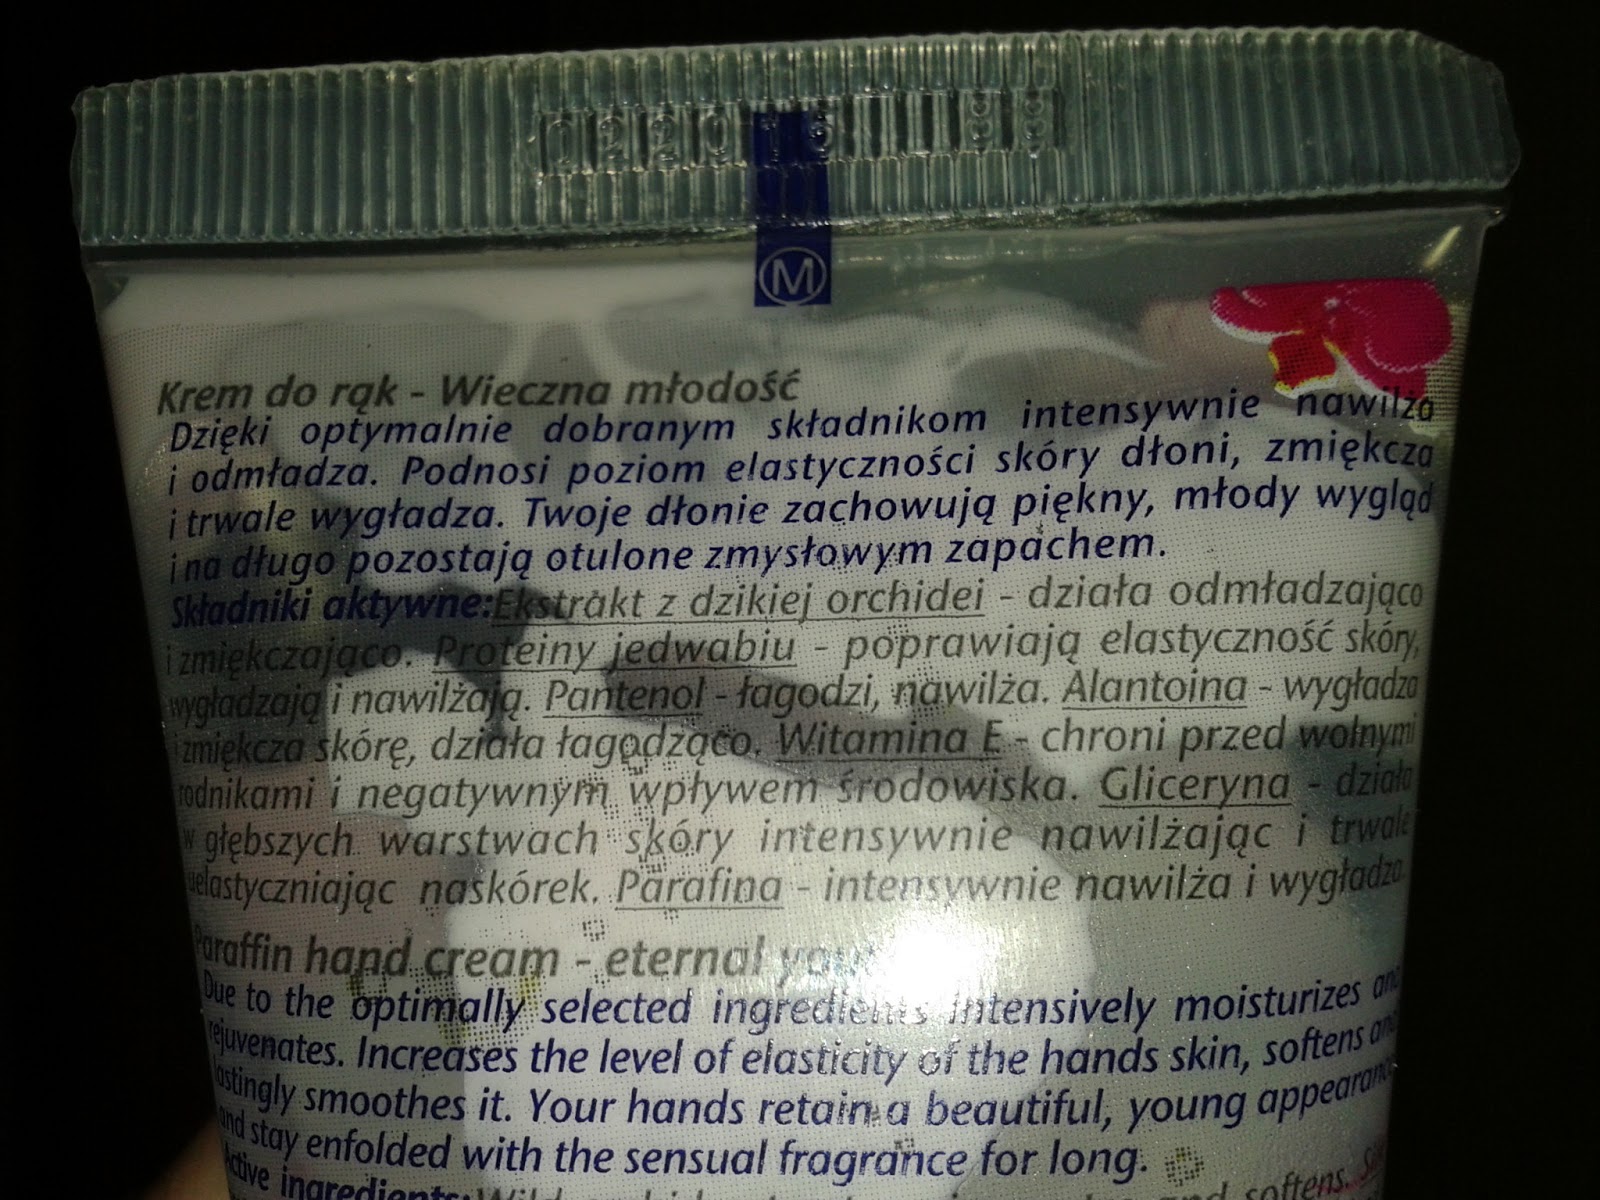 M
Krem do rąk - Wieczna młodość
Dzięki optymalnie dobranym składnikom intensywnie nawilża
i odmładza. Podnosi poziom elastyczności skóry dłoni, zmiękcza
i trwale wygładza. Twoje dłonie zachowują piękny, młody wygląd
i na długo pozostają otulone zmysłowym zapachem.
Składniki aktywne:Ekstrakt z dzikiej orchidei - działa odmładzająco
i zmiękczająco. Proteiny jedwabiu - poprawiają elastyczność skóry,
wygładzają i nawilżają. Pantenol - łagodzi, nawilża. Alantoina - wygładza
i zmiękcza skórę, działa łagodząco. Witamina E - chroni przed wolnymi
rodnikami i negatywnym wpływem środowiska. Gliceryna - działa
w głębszych warstwach skóry intensywnie nawilżając i trwale
uelastyczniając naskórek. Parafina - intensywnie nawilża i wygładza.
Paraffin hand cream - eternal
Due to the optimally selected ingredients intensively moisturizes and
rejuvenates. Increases the level of elasticity of the hands skin, softens and
lastingly smoothes it. Your hands retain a beautiful, young appearance
and stay enfolded with the sensual fragrance for long.
Active ingredients: and softens.